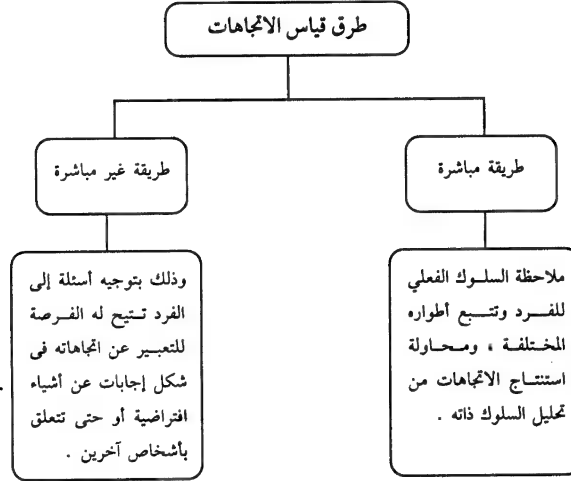 طرق قياس الاتجاهات
طريقة مباشرة
طريقة غير مباشرة
ملاحظة السلوك الفعلي
للفرد وتتبع أطواره
المختلفة ، ومحاولة
استنتاج الاتجاهات من
تحليل السلوك ذاته .
وذلك بتوجيه أسئلة إلى
الفرد تتيح له الفرصة
للتعبير عن اتجاهاته فى
شكل إجابات عن أشياء
افتراضية أو حتى تتعلق
بأشخاص آخرين .